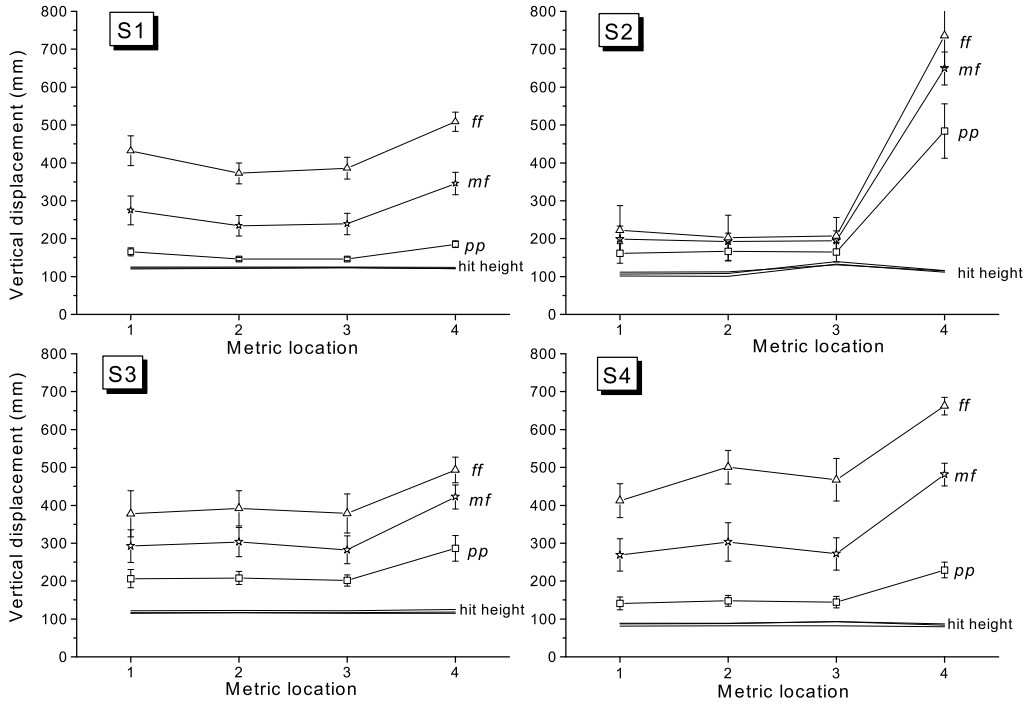 S1
800
700
600
500
400
300
200
100
0
Vertical displacement (mm)
ff
mf
pp
hit height
1 2 3 4
Metric location
S2
800
700
600
500
400
300
200
100
0
ff
mf
pp
hit height
1 2 3 4
Metric location
S3
800
700
600
500
400
300
200
100
0
Vertical displacement (mm)
ff
mf
pp
hit height
1 2 3 4
Metric location
S4
800
700
600
500
400
300
200
100
0
ff
mf
pp
hit height
1 2 3 4
Metric location